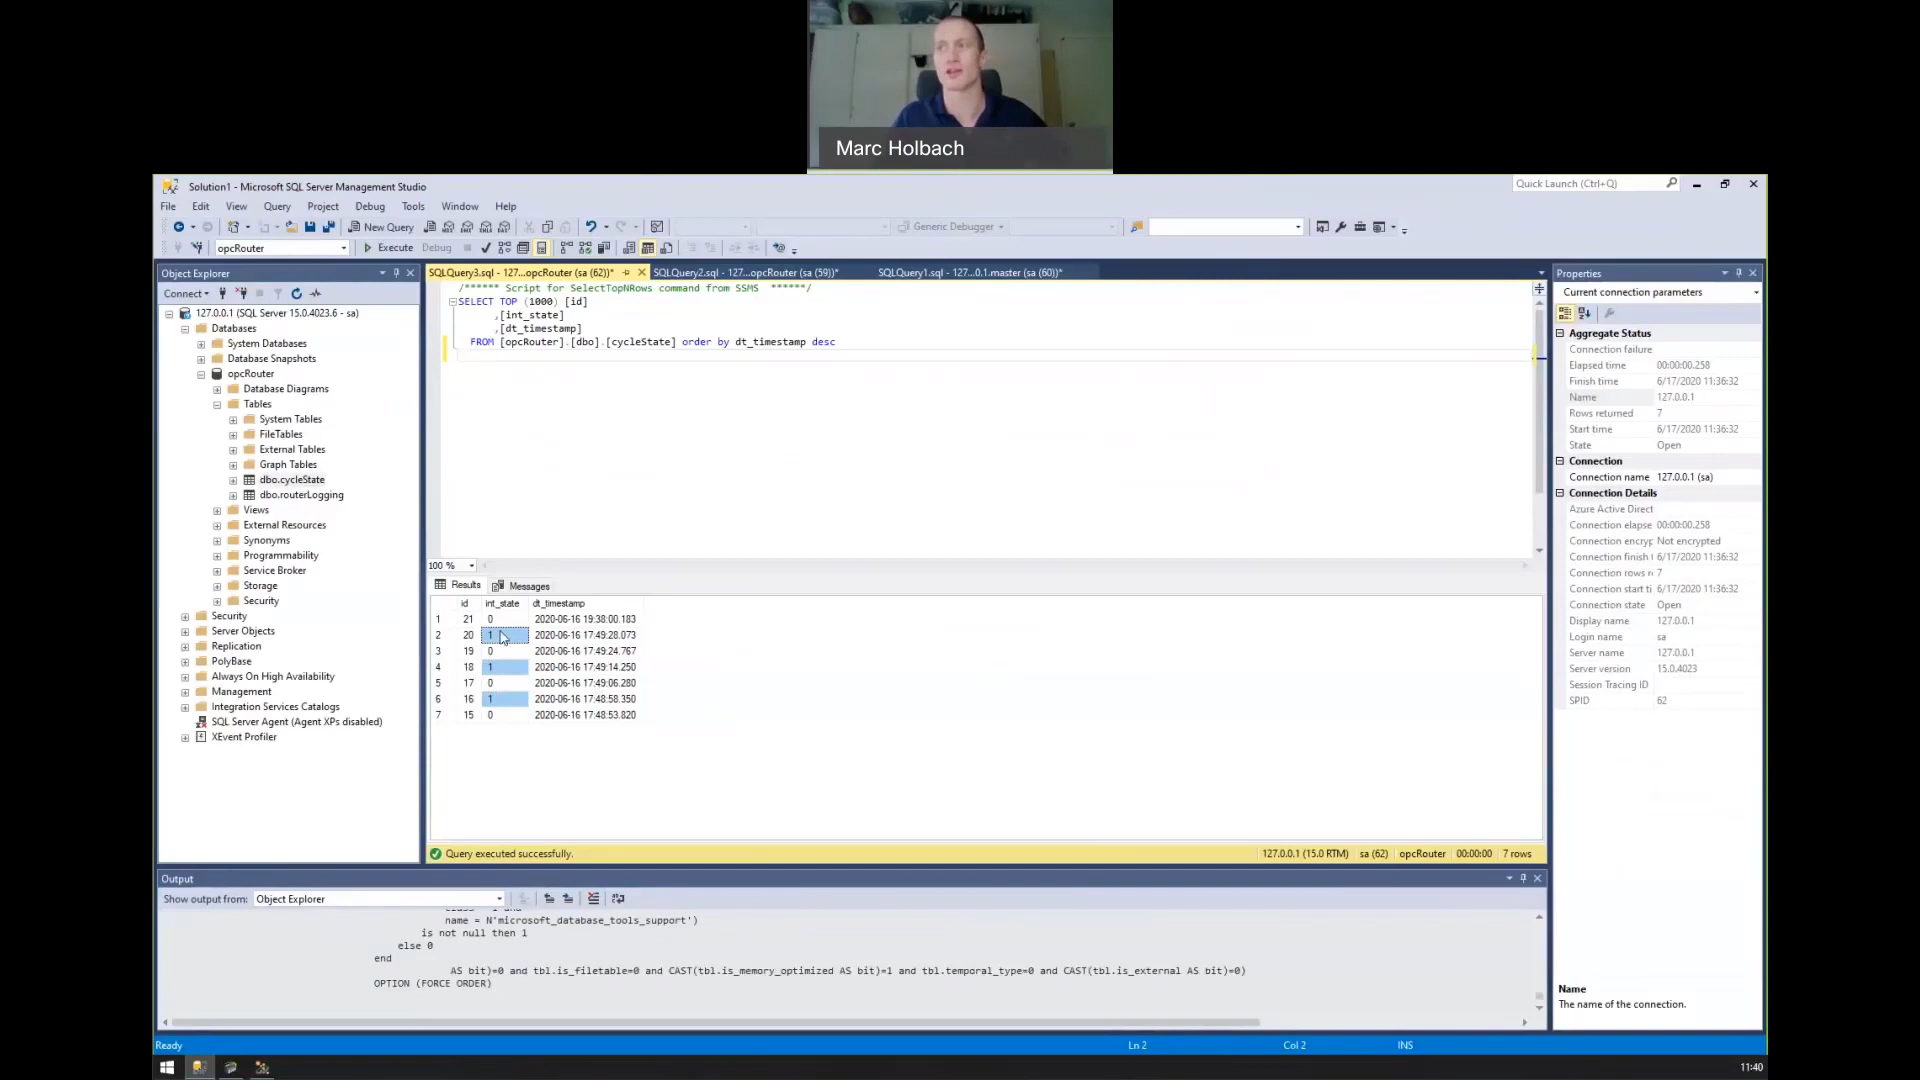 Marc Holbach
Solution1 - Microsoft SQL Server Management Studio
Quick Launch (Ctrl+Q)
File Edit View Query Project Debug Tools Window Help
New Query
Generic Debugger
opcRouter
Execute Debug
Object Explorer
Connect
127.0.0.1 (SQL Server 15.0.4023.6 - sa)
Databases
System Databases
Database Snapshots
opcRouter
Database Diagrams
Tables
System Tables
FileTables
External Tables
Graph Tables
dbo.cycleState
dbo.routerLogging
Views
External Resources
Synonyms
Programmability
Service Broker
Storage
Security
Security
Server Objects
Replication
PolyBase
Always On High Availability
Management
Integration Services Catalogs
SQL Server Agent (Agent XPs disabled)
XEvent Profiler
SQLQuery3.sql - 127...opcRouter (sa (62))* SQLQuery2.sql - 127...opcRouter (sa (59))* SQLQuery1.sql - 127...0.1.master (sa (60))*
/****** Script for SelectTopNRows command from SSMS ******/
SELECT TOP (1000) [id]
,[int_state]
,[dt_timestamp]
FROM [opcRouter].[dbo].[cycleState] order by dt_timestamp desc
100 %
Results Messages
id int_state dt_timestamp
1 21 0 2020-06-16 19:38:00.183
2 20 1 2020-06-16 17:49:28.073
3 19 0 2020-06-16 17:49:24.767
4 18 1 2020-06-16 17:49:14.250
5 17 0 2020-06-16 17:49:06.280
6 16 1 2020-06-16 17:48:58.350
7 15 0 2020-06-16 17:48:53.820
Query executed successfully. 127.0.0.1 (15.0 RTM) sa (62) opcRouter 00:00:00 7 rows
Properties
Current connection parameters
Aggregate Status
Connection failure
Elapsed time 00:00:00.258
Finish time 6/17/2020 11:36:32
Name 127.0.0.1
Rows returned 7
Start time 6/17/2020 11:36:32
State Open
Connection
Connection name 127.0.0.1 (sa)
Connection Details
Azure Active Direct
Connection elapse 00:00:00.258
Connection encryp Not encrypted
Connection finish t 6/17/2020 11:36:32
Connection rows r 7
Connection start ti 6/17/2020 11:36:32
Connection state Open
Display name 127.0.0.1
Login name sa
Server name 127.0.0.1
Server version 15.0.4023
Session Tracing ID
SPID 62
Name
The name of the connection.
Output
Show output from: Object Explorer
name = N'microsoft_database_tools_support')
is not null then 1
else 0
end
AS bit)=0 and tbl.is_filetable=0 and CAST(tbl.is_memory_optimized AS bit)=1 and tbl.temporal_type=0 and CAST(tbl.is_external AS bit)=0)
OPTION (FORCE ORDER)
Ready Ln 2 Col 2 INS
11:40